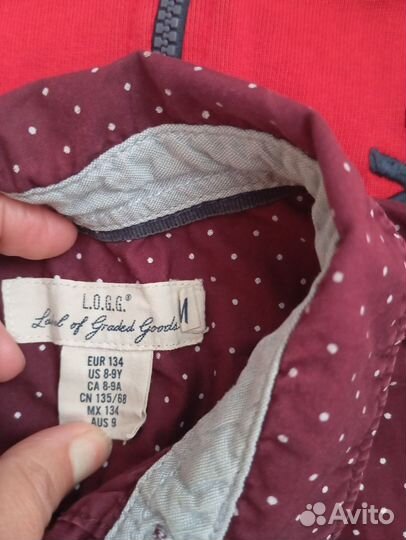 L.O.G.G.®
Label of Graded Goods
EUR 134
US 8-9Y
CA 8-9A
CN 135/68
MX 134
AUS 9
Avito